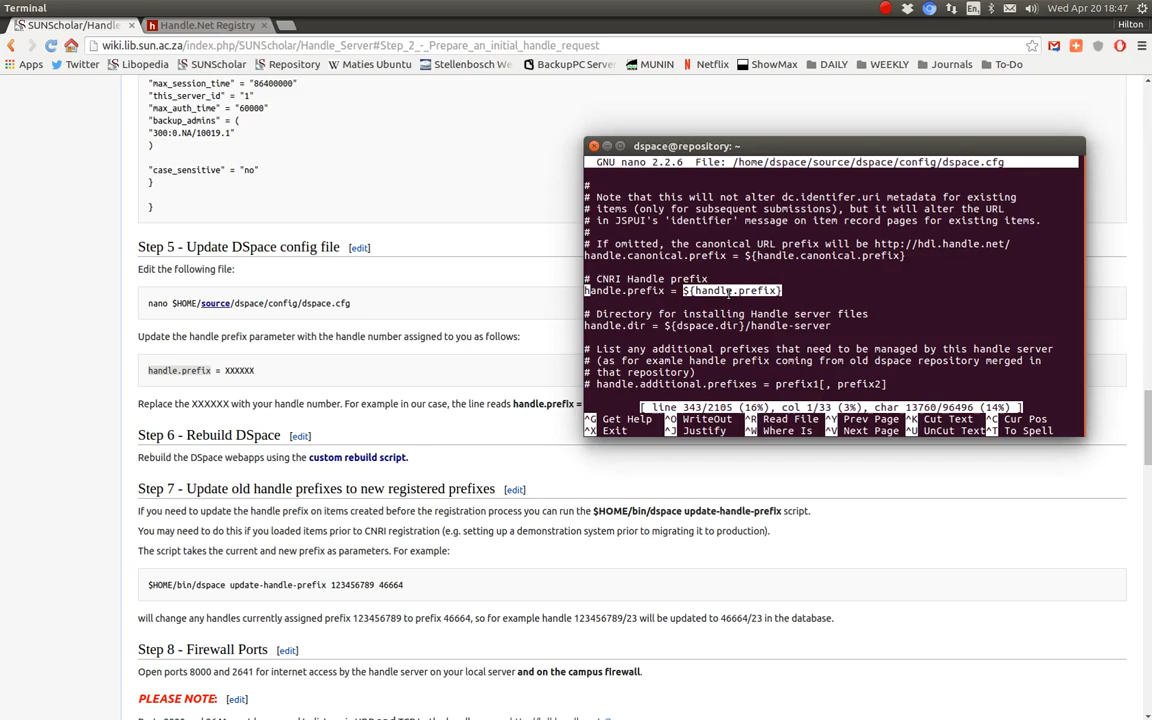 Terminal
En
Wed Apr 20 18:47
SUNScholar/Handle
Handle.Net Registry
Hilton
wiki.lib.sun.ac.za/index.php/SUNScholar/Handle_Server#Step_2_-_Prepare_an_initial_handle_request
Apps Twitter Libopedia SUNScholar Repository Maties Ubuntu Stellenbosch We BackupPC Server MUNIN Netflix ShowMax DAILY WEEKLY Journals To-Do
"max_session_time" = "86400000"
"this_server_id" = "1"
"max_auth_time" = "60000"
"backup_admins" = (
"300:0.NA/10019.1"
)
"case_sensitive" = "no"
}
}
Step 5 - Update DSpace config file [edit]
Edit the following file:
nano $HOME/source/dspace/config/dspace.cfg
Update the handle prefix parameter with the handle number assigned to you as follows:
handle.prefix = XXXXXX
Replace the XXXXXX with your handle number. For example in our case, the line reads handle.prefix =
Step 6 - Rebuild DSpace [edit]
Rebuild the DSpace webapps using the custom rebuild script.
Step 7 - Update old handle prefixes to new registered prefixes [edit]
If you need to update the handle prefix on items created before the registration process you can run the $HOME/bin/dspace update-handle-prefix script.
You may need to do this if you loaded items prior to CNRI registration (e.g. setting up a demonstration system prior to migrating it to production).
The script takes the current and new prefix as parameters. For example:
$HOME/bin/dspace update-handle-prefix 123456789 46664
will change any handles currently assigned prefix 123456789 to prefix 46664, so for example handle 123456789/23 will be updated to 46664/23 in the database.
Step 8 - Firewall Ports [edit]
Open ports 8000 and 2641 for internet access by the handle server on your local server and on the campus firewall.
PLEASE NOTE: [edit]
dspace@repository: ~
GNU nano 2.2.6 File: /home/dspace/source/dspace/config/dspace.cfg
#
# Note that this will not alter dc.identifer.uri metadata for existing
# items (only for subsequent submissions), but it will alter the URL
# in JSPUI's 'identifier' message on item record pages for existing items.
#
# If omitted, the canonical URL prefix will be http://hdl.handle.net/
handle.canonical.prefix = ${handle.canonical.prefix}
# CNRI Handle prefix
handle.prefix = ${handle.prefix}
# Directory for installing Handle server files
handle.dir = ${dspace.dir}/handle-server
# List any additional prefixes that need to be managed by this handle server
# (as for examle handle prefix coming from old dspace repository merged in
# that repository)
# handle.additional.prefixes = prefix1[, prefix2]
[ line 343/2105 (16%), col 1/33 (3%), char 13760/96496 (14%) ]
^G Get Help ^O WriteOut ^R Read File ^Y Prev Page ^K Cut Text ^C Cur Pos
^X Exit ^J Justify ^W Where Is ^V Next Page ^U UnCut Text ^T To Spell